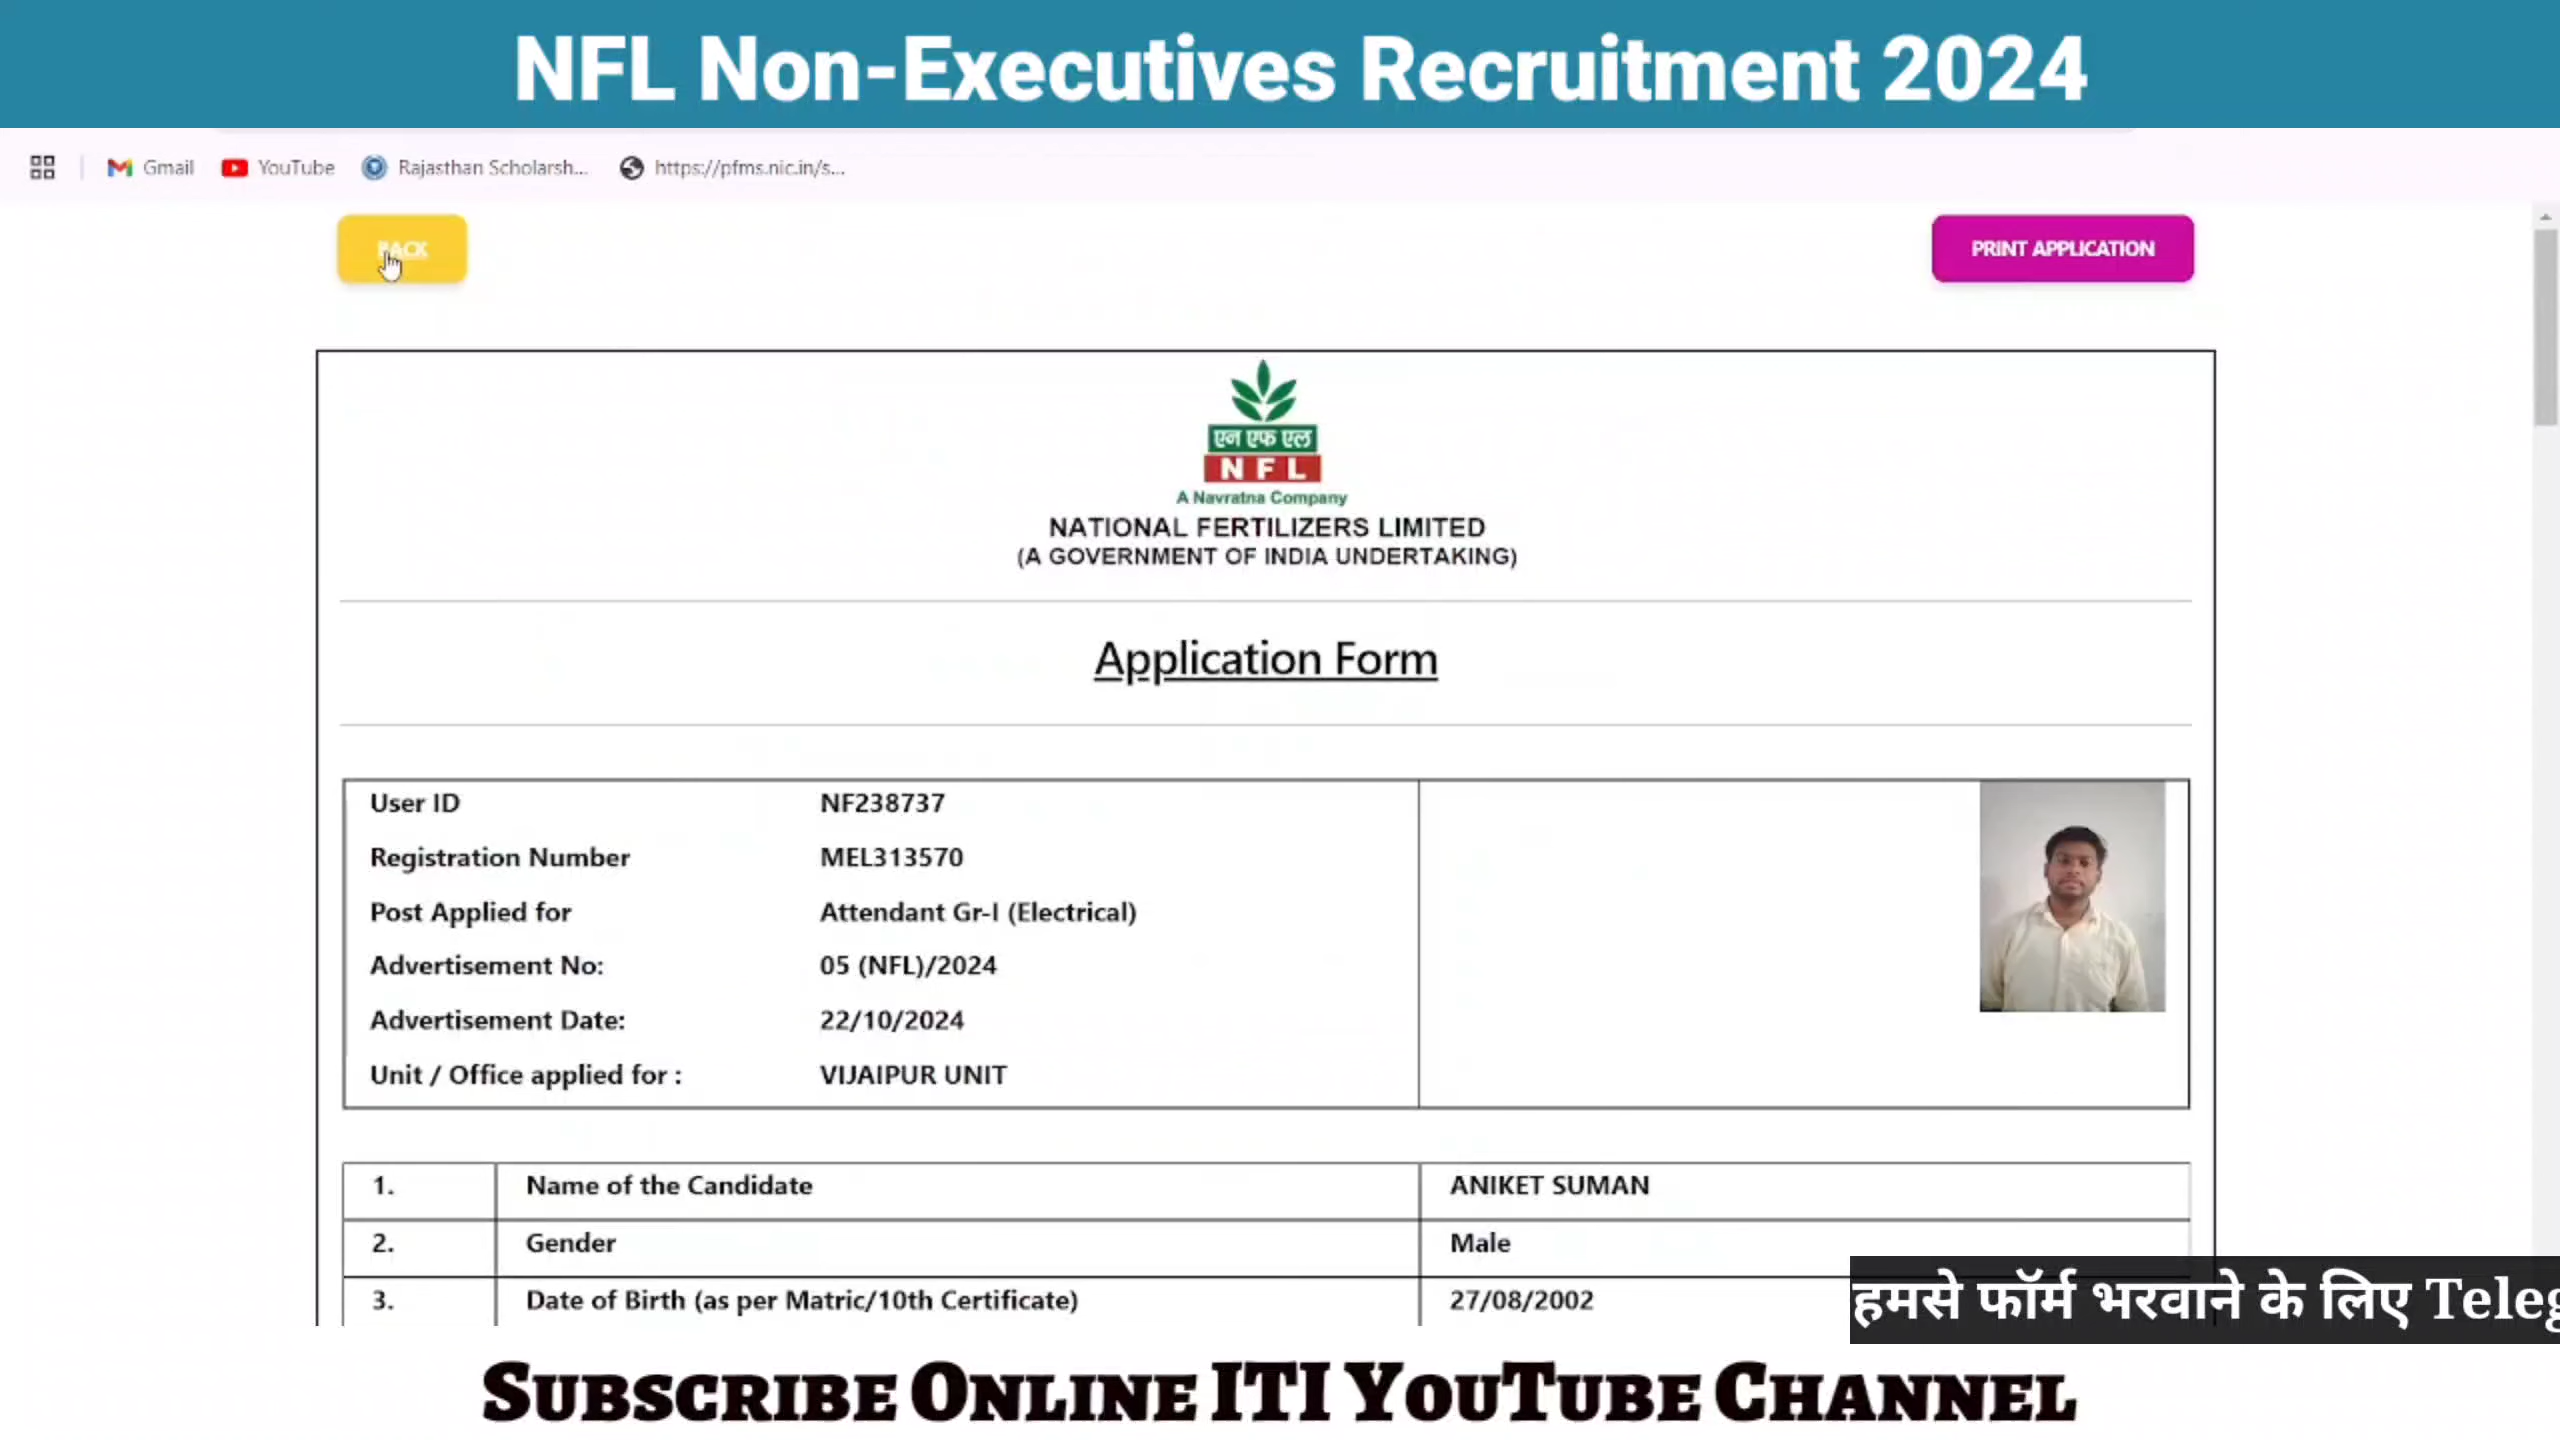 NFL Non-Executives Recruitment 2024
Gmail YouTube Rajasthan Scholarsh... https://pfms.nic.in/s...
BACK PRINT APPLICATION
एन एफ एल
NFL
A Navratna Company
NATIONAL FERTILIZERS LIMITED
(A GOVERNMENT OF INDIA UNDERTAKING)
Application Form
User ID NF238737
Registration Number MEL313570
Post Applied for Attendant Gr-I (Electrical)
Advertisement No: 05 (NFL)/2024
Advertisement Date: 22/10/2024
Unit / Office applied for : VIJAIPUR UNIT
1. Name of the Candidate ANIKET SUMAN
2. Gender Male
3. Date of Birth (as per Matric/10th Certificate) 27/08/2002
हमसे फॉर्म भरवाने के लिए Teleg
SUBSCRIBE ONLINE ITI YOUTUBE CHANNEL